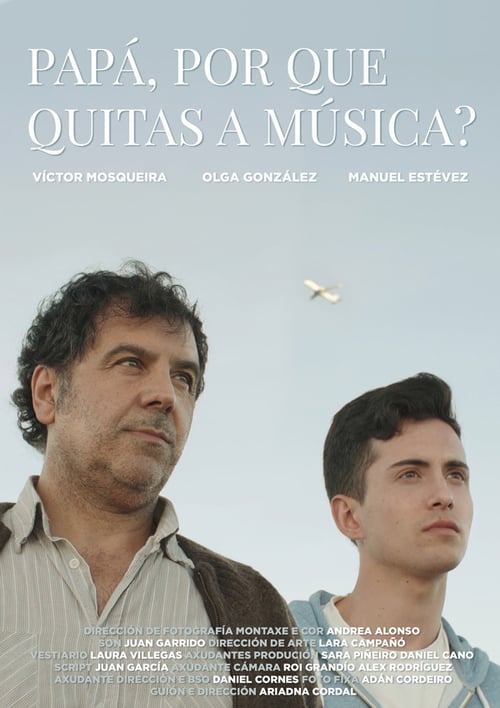 PAPÁ, POR QUE
QUITAS A MÚSICA?
VÍCTOR MOSQUEIRA OLGA GONZÁLEZ MANUEL ESTÉVEZ
DIRECCIÓN DE FOTOGRAFÍA MONTAXE E COR ANDREA ALONSO
SON JUAN GARRIDO DIRECCIÓN DE ARTE LARA CAMPAÑÓ
VESTIARIO LAURA VILLEGAS AXUDANTES PRODUCIÓN SARA PIÑEIRO DANIEL CANO
SCRIPT JUAN GARCÍA AXUDANTE CÁMARA ROI GRANDÍO ALEX RODRÍGUEZ
AXUDANTE DIRECCIÓN E BSO DANIEL CORNES FOTO FIXA ADÁN CORDEIRO
GUIÓN E DIRECCIÓN ARIADNA CORDAL